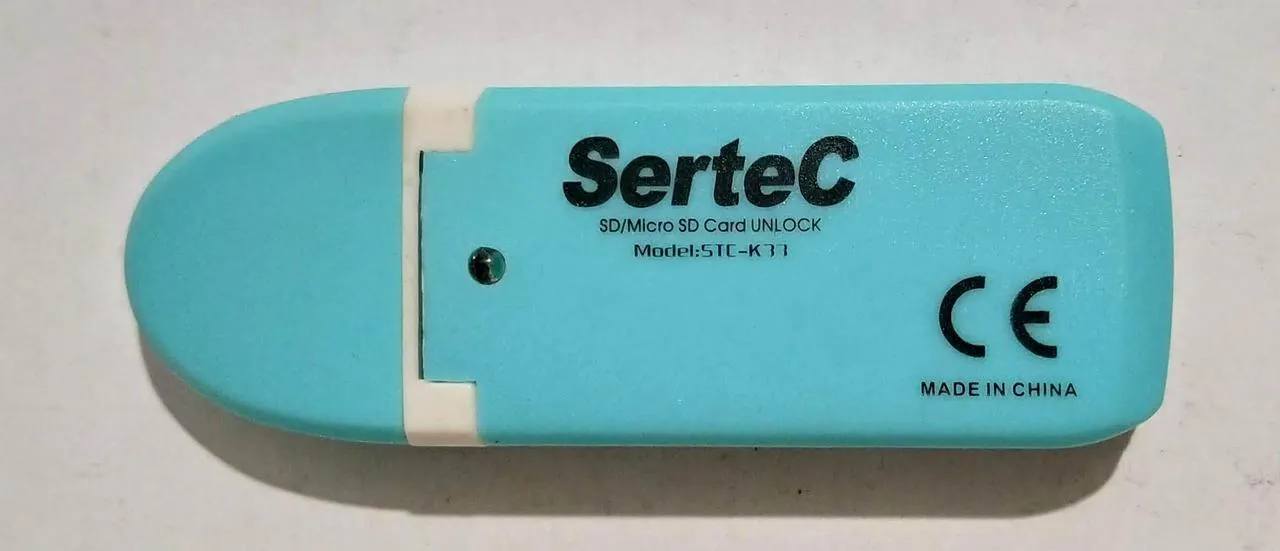 SerteC
SD/Micro SD Card UNLOCK
Model:STC-K33
CE
MADE IN CHINA